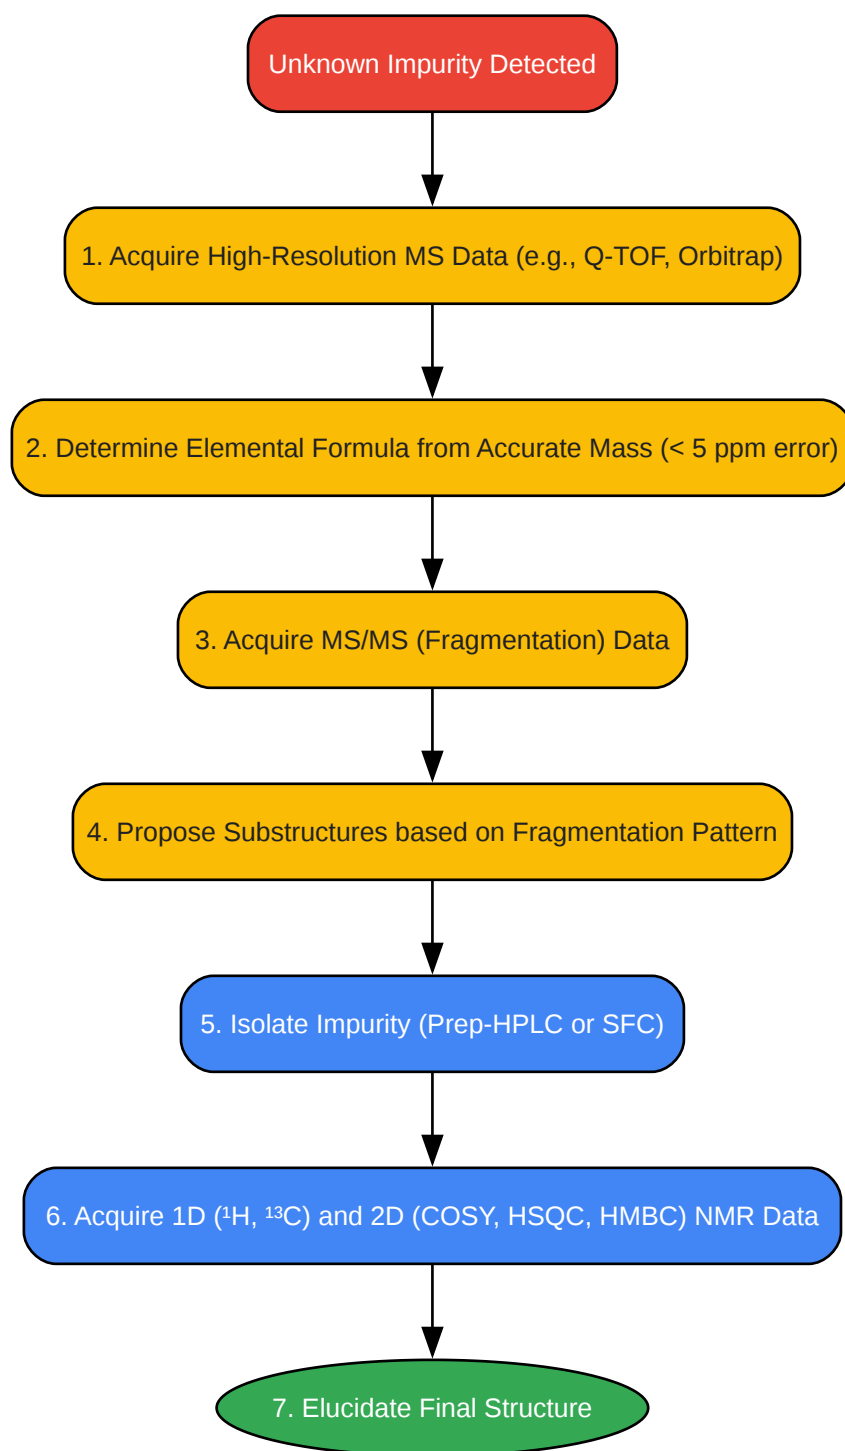 Unknown Impurity Detected
1. Acquire High-Resolution MS Data (e.g., Q-TOF, Orbitrap)
2. Determine Elemental Formula from Accurate Mass (< 5 ppm error)
3. Acquire MS/MS (Fragmentation) Data
4. Propose Substructures based on Fragmentation Pattern
5. Isolate Impurity (Prep-HPLC or SFC)
6. Acquire 1D (¹H, ¹³C) and 2D (COSY, HSQC, HMBC) NMR Data
7. Elucidate Final Structure